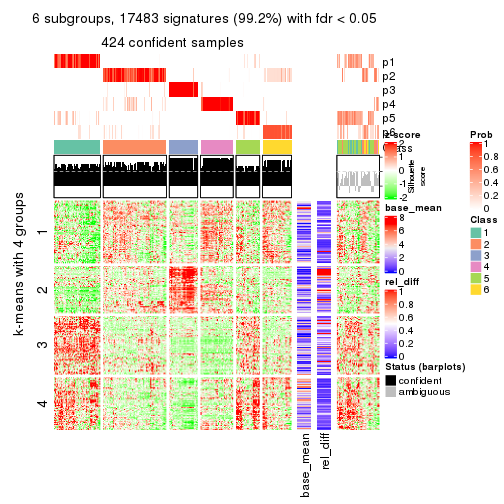 6 subgroups, 17483 signatures (99.2%) with fdr < 0.05
424 confident samples
p1
p2
p3
p4
p5
p6
Class
Silhouette
score
k-means with 4 groups
1
2
3
4
base_mean
rel_diff
z-score
2
1
0
-1
-2
base_mean
8
6
4
2
0
rel_diff
1
0.8
0.6
0.4
0.2
0
Status (barplots)
confident
ambiguous
Prob
1
0.8
0.6
0.4
0.2
0
Class
1
2
3
4
5
6